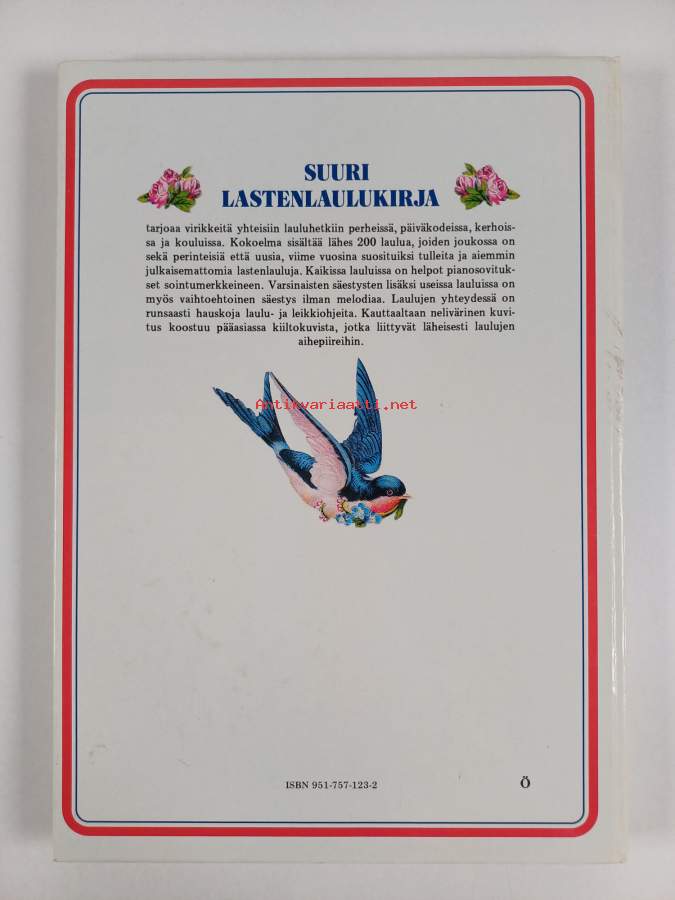 SUURI
LASTENLAULUKIRJA
tarjoaa virikkeitä yhteisiin lauluhetkiin perheissä, päiväkodeissa, kerhois-
sa ja kouluissa. Kokoelma sisältää lähes 200 laulua, joiden joukossa on
sekä perinteisiä että uusia, viime vuosina suosituiksi tulleita ja aiemmin
julkaisemattomia lastenlauluja. Kaikissa lauluissa on helpot pianosovituk-
set sointumerkkeineen. Varsinaisten säestysten lisäksi useissa lauluissa on
myös vaihtoehtoinen säestys ilman melodiaa. Laulujen yhteydessä on
runsaasti hauskoja laulu- ja leikkiohjeita. Kauttaaltaan nelivärinen kuvi-
tus koostuu pääasiassa kiiltokuvista, jotka liittyvät läheisesti laulujen
aihepiireihin.
Antikvariaatti.net
ISBN 951-757-123-2
Ö